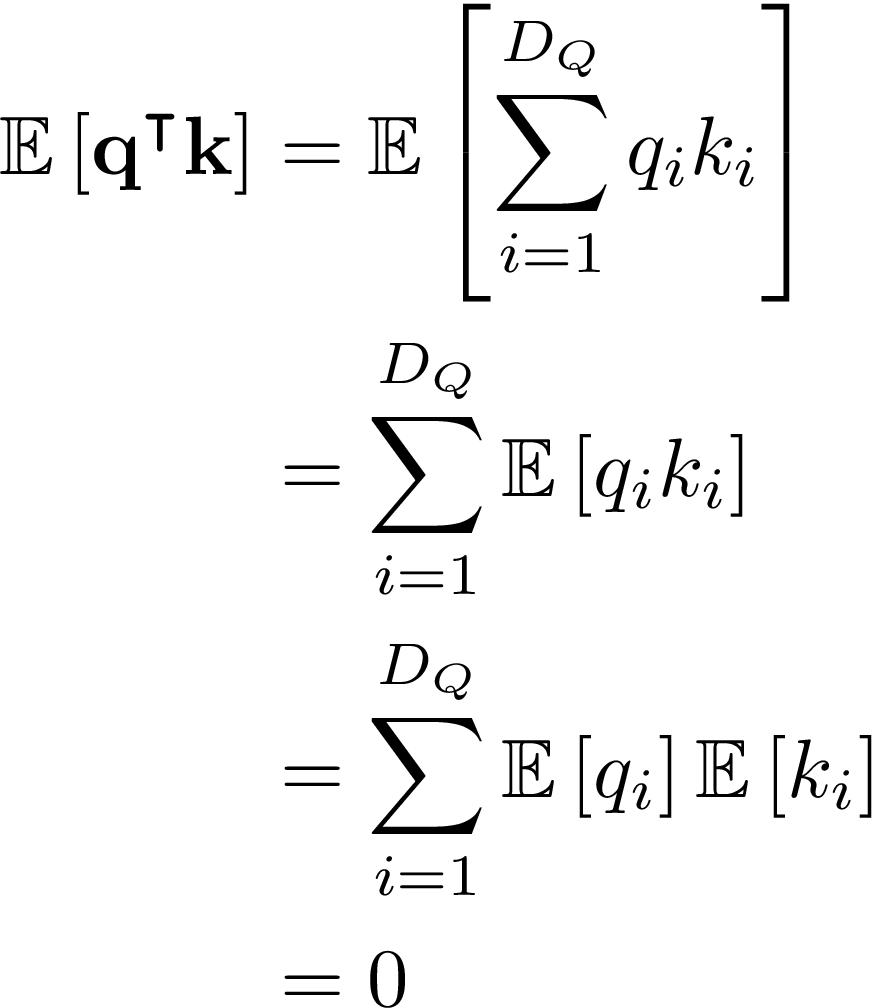 𝔼 [𝐪ᵀ𝐤] = 𝔼 [∑_{i=1}^{D_Q} q_i k_i]
= ∑_{i=1}^{D_Q} 𝔼 [q_i k_i]
= ∑_{i=1}^{D_Q} 𝔼 [q_i] 𝔼 [k_i]
= 0